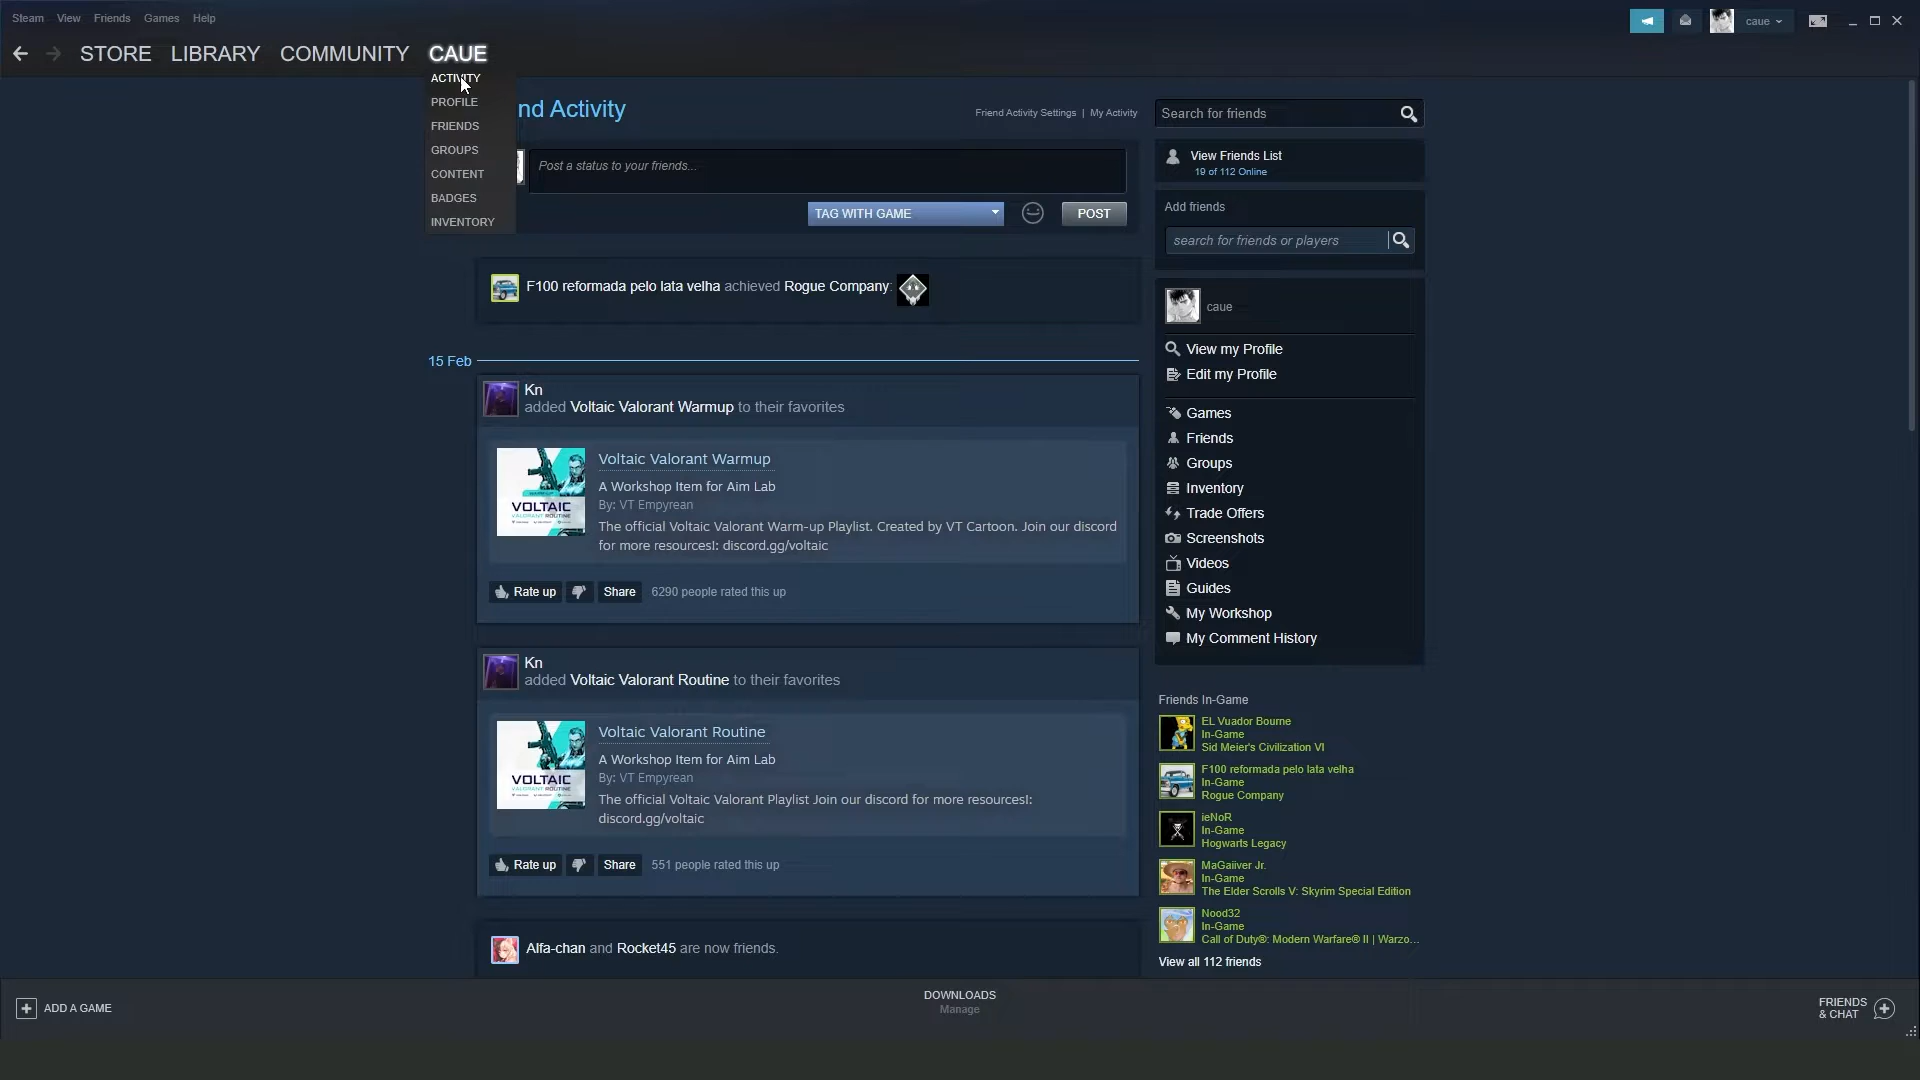 Steam View Friends Games Help
caue
STORE LIBRARY COMMUNITY CAUE
ACTIVITY
PROFILE
FRIENDS
GROUPS
CONTENT
BADGES
INVENTORY
nd Activity
Friend Activity Settings | My Activity
Post a status to your friends...
TAG WITH GAME
POST
F100 reformada pelo lata velha achieved Rogue Company:
15 Feb
Kn
added Voltaic Valorant Warmup to their favorites
VOLTAIC
VALORANT ROUTINE
Voltaic Valorant Warmup
A Workshop Item for Aim Lab
By: VT Empyrean
The official Voltaic Valorant Warm-up Playlist. Created by VT Cartoon. Join our discord
for more resources!: discord.gg/voltaic
Rate up Share 6290 people rated this up
Kn
added Voltaic Valorant Routine to their favorites
VOLTAIC
VALORANT ROUTINE
Voltaic Valorant Routine
A Workshop Item for Aim Lab
By: VT Empyrean
The official Voltaic Valorant Playlist Join our discord for more resources!:
discord.gg/voltaic
Rate up Share 551 people rated this up
Alfa-chan and Rocket45 are now friends.
Search for friends
View Friends List
19 of 112 Online
Add friends
search for friends or players
caue
View my Profile
Edit my Profile
Games
Friends
Groups
Inventory
Trade Offers
Screenshots
Videos
Guides
My Workshop
My Comment History
Friends In-Game
EL Vuador Bourne
In-Game
Sid Meier's Civilization VI
F100 reformada pelo lata velha
In-Game
Rogue Company
ieNoR
In-Game
Hogwarts Legacy
MaGaiiver Jr.
In-Game
The Elder Scrolls V: Skyrim Special Edition
Nood32
In-Game
Call of Duty®: Modern Warfare® II | Warzo...
View all 112 friends
ADD A GAME
DOWNLOADS
Manage
FRIENDS
& CHAT